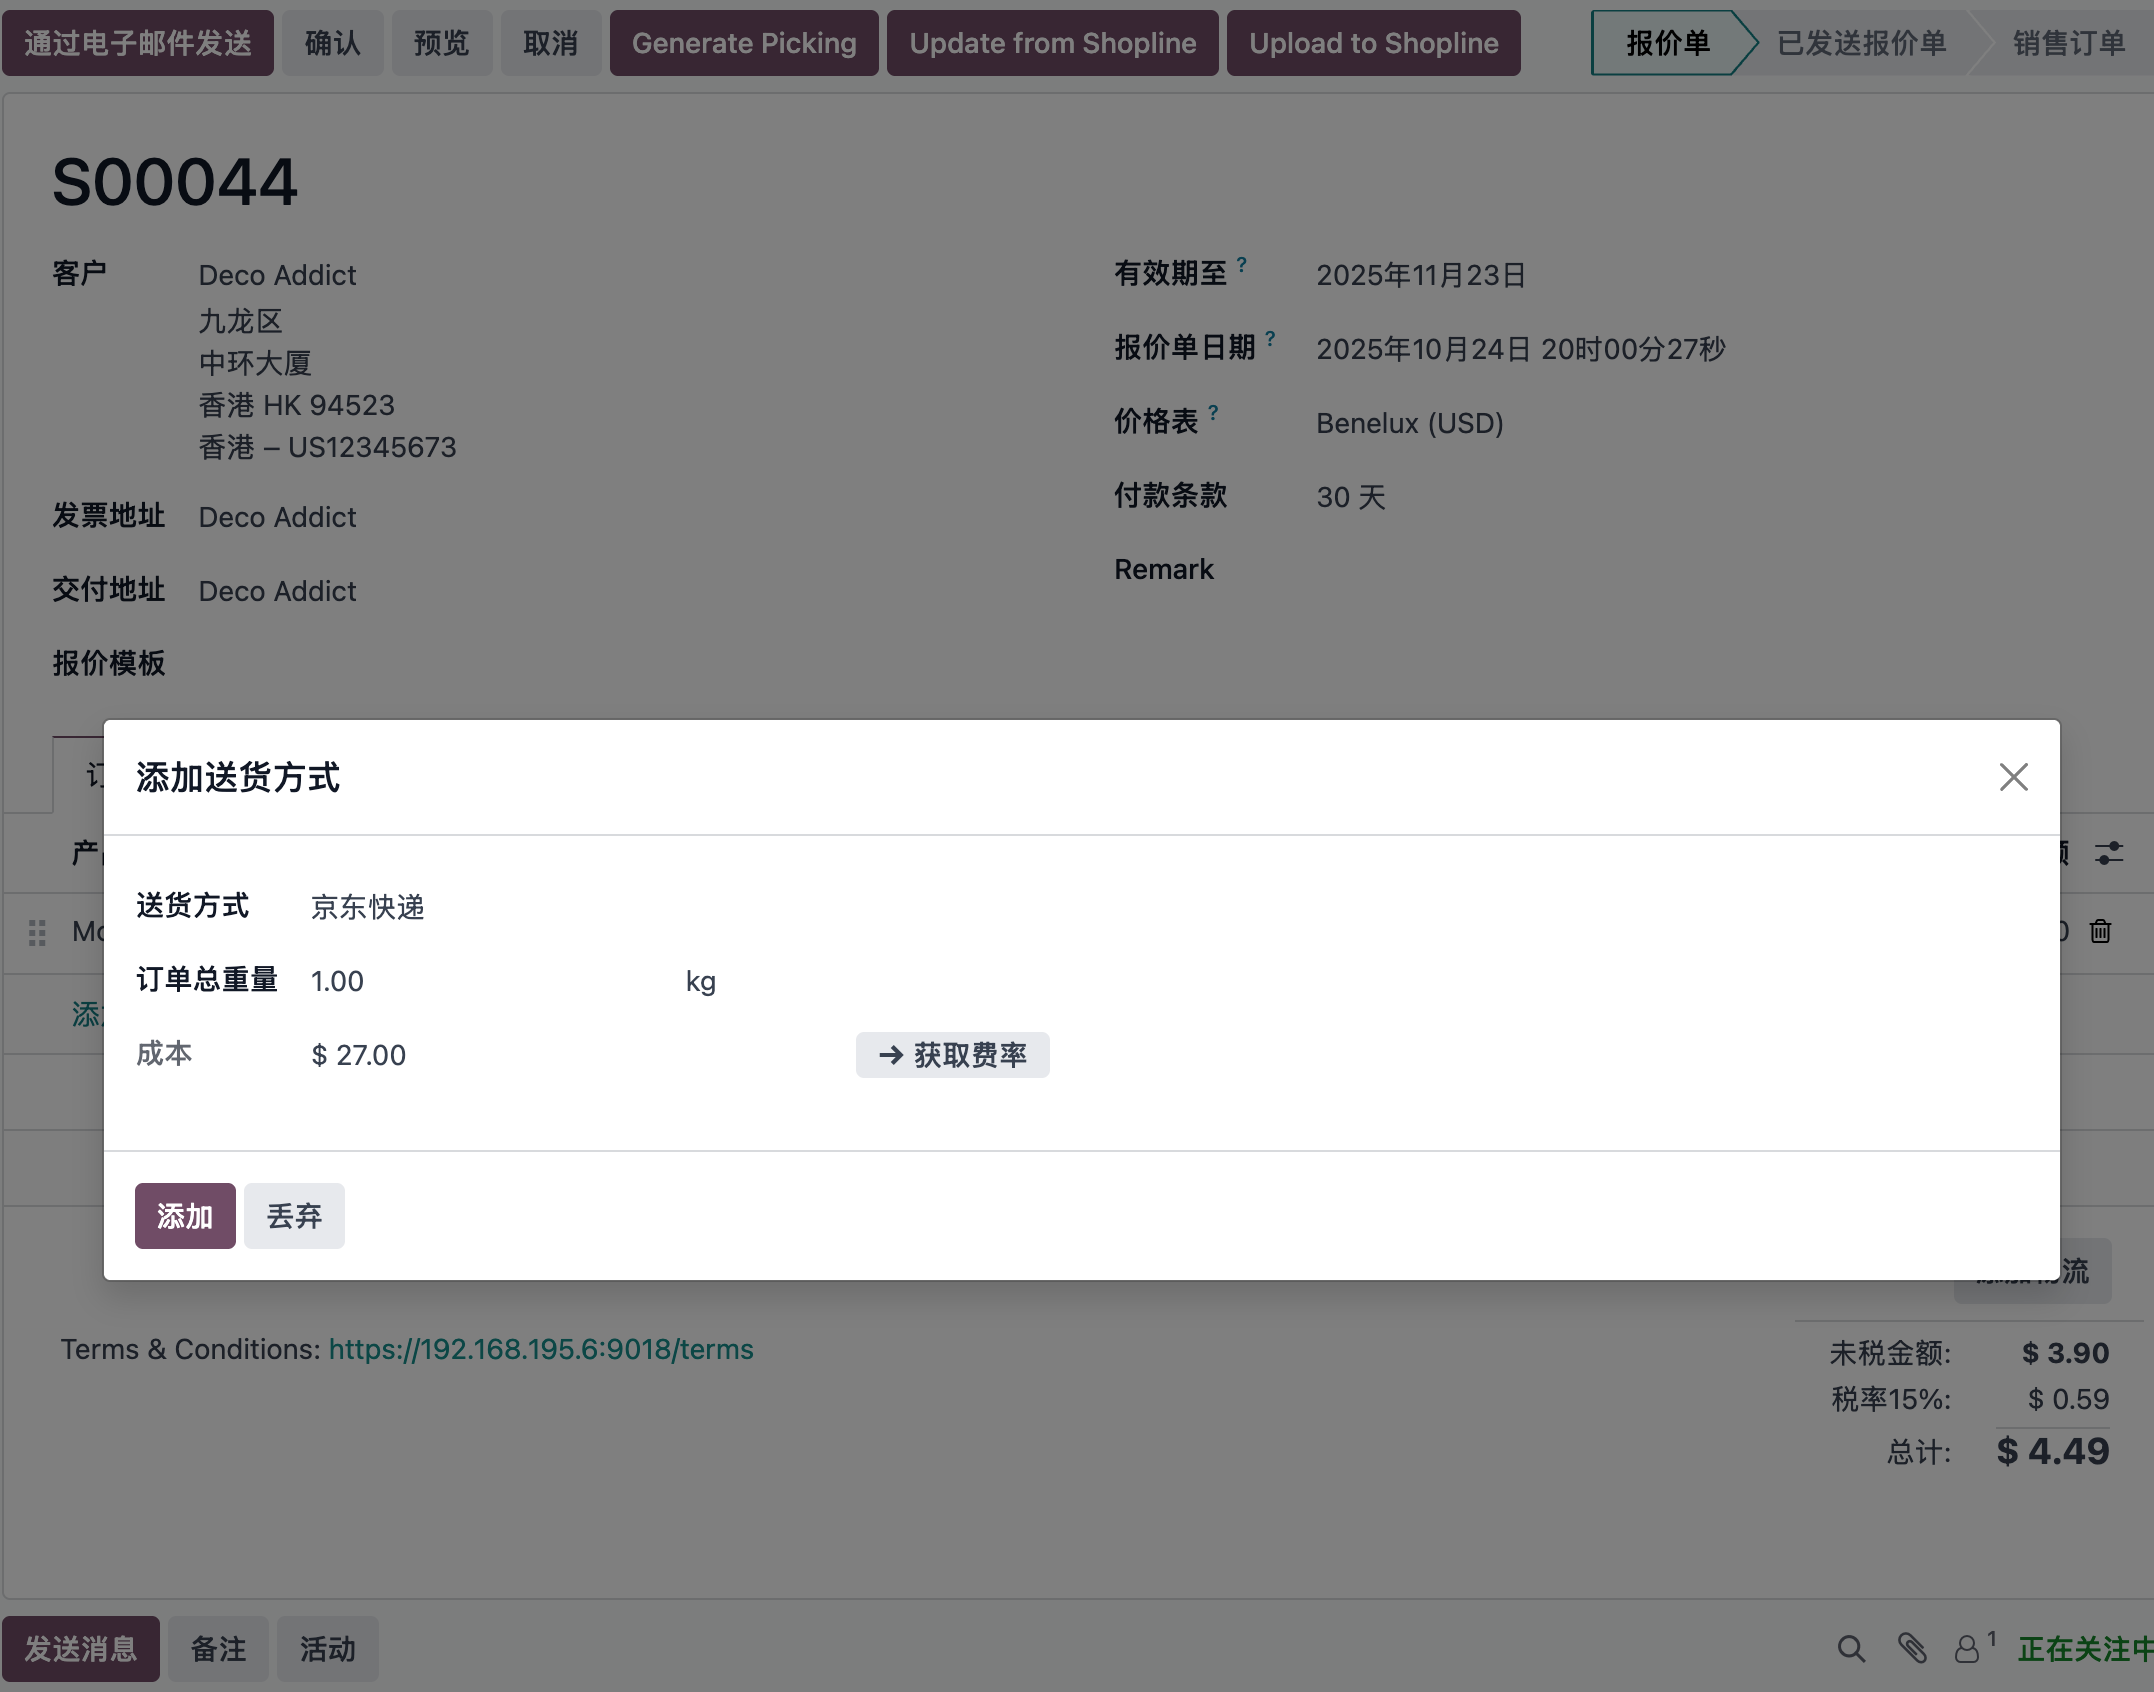 通过电子邮件发送 确认 预览 取消 Generate Picking Update from Shopline Upload to Shopline 报价单 已发送报价单 销售订单
S00044
客户 Deco Addict
九龙区
中环大厦
香港 HK 94523
香港 – US12345673
发票地址 Deco Addict
交付地址 Deco Addict
报价模板
有效期至 ? 2025年11月23日
报价单日期 ? 2025年10月24日 20时00分27秒
价格表 ? Benelux (USD)
付款条款 30 天
Remark
添加送货方式
送货方式 京东快递
订单总重量 1.00 kg
成本 $ 27.00 → 获取费率
添加 丢弃
Terms & Conditions: https://192.168.195.6:9018/terms
未税金额: $ 3.90
税率15%: $ 0.59
总计: $ 4.49
发送消息 备注 活动 1 正在关注中